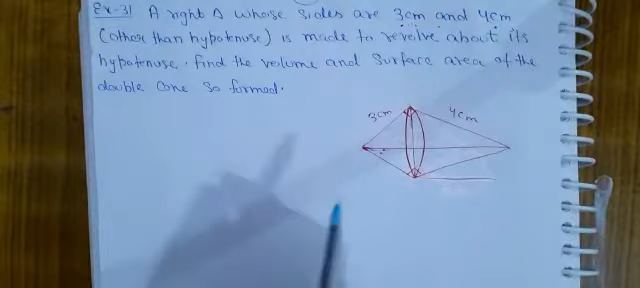 Ex-31 A right Δ whose sides are 3cm and 4cm
(other than hypotenuse) is made to revolve about its
hypotenuse. Find the volume and Surface area of the
double Cone So formed.
3cm 4cm